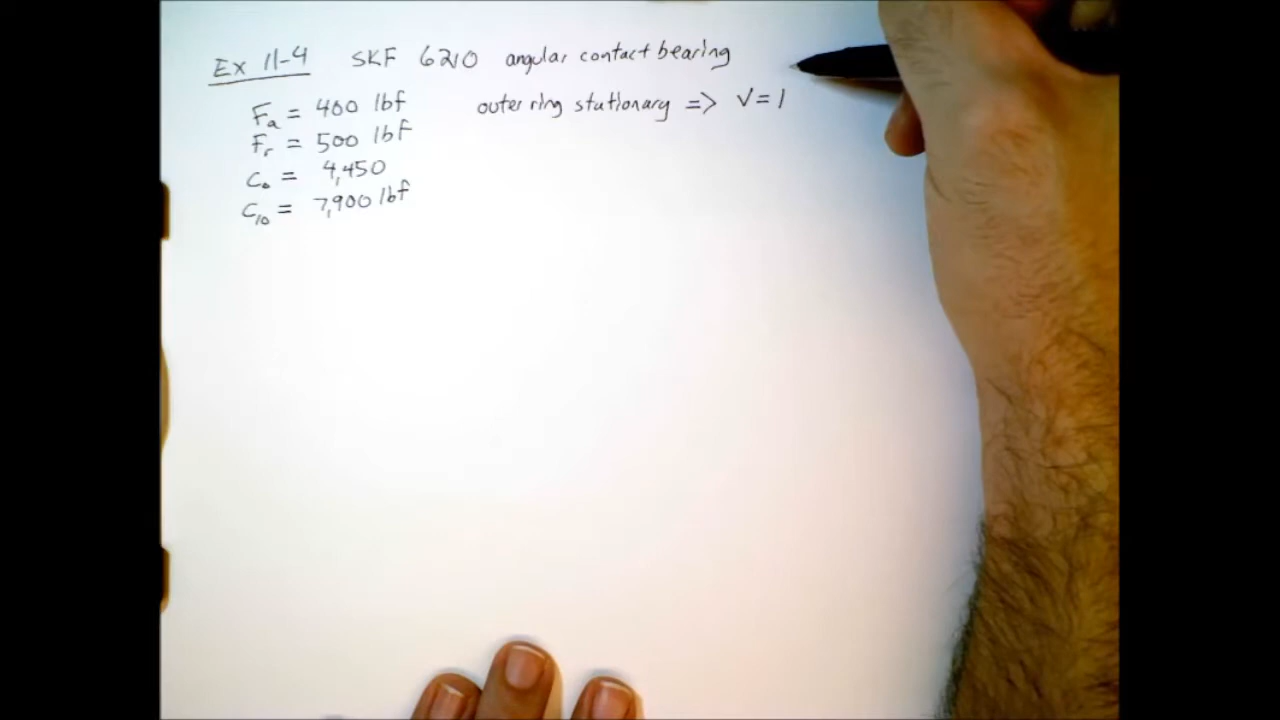 Ex 11-4 SKF 6210 angular contact bearing
Fa = 400 lbf outer ring stationary => V=1
Fr = 500 lbf
C0 = 4,450
C10 = 7,900 lbf